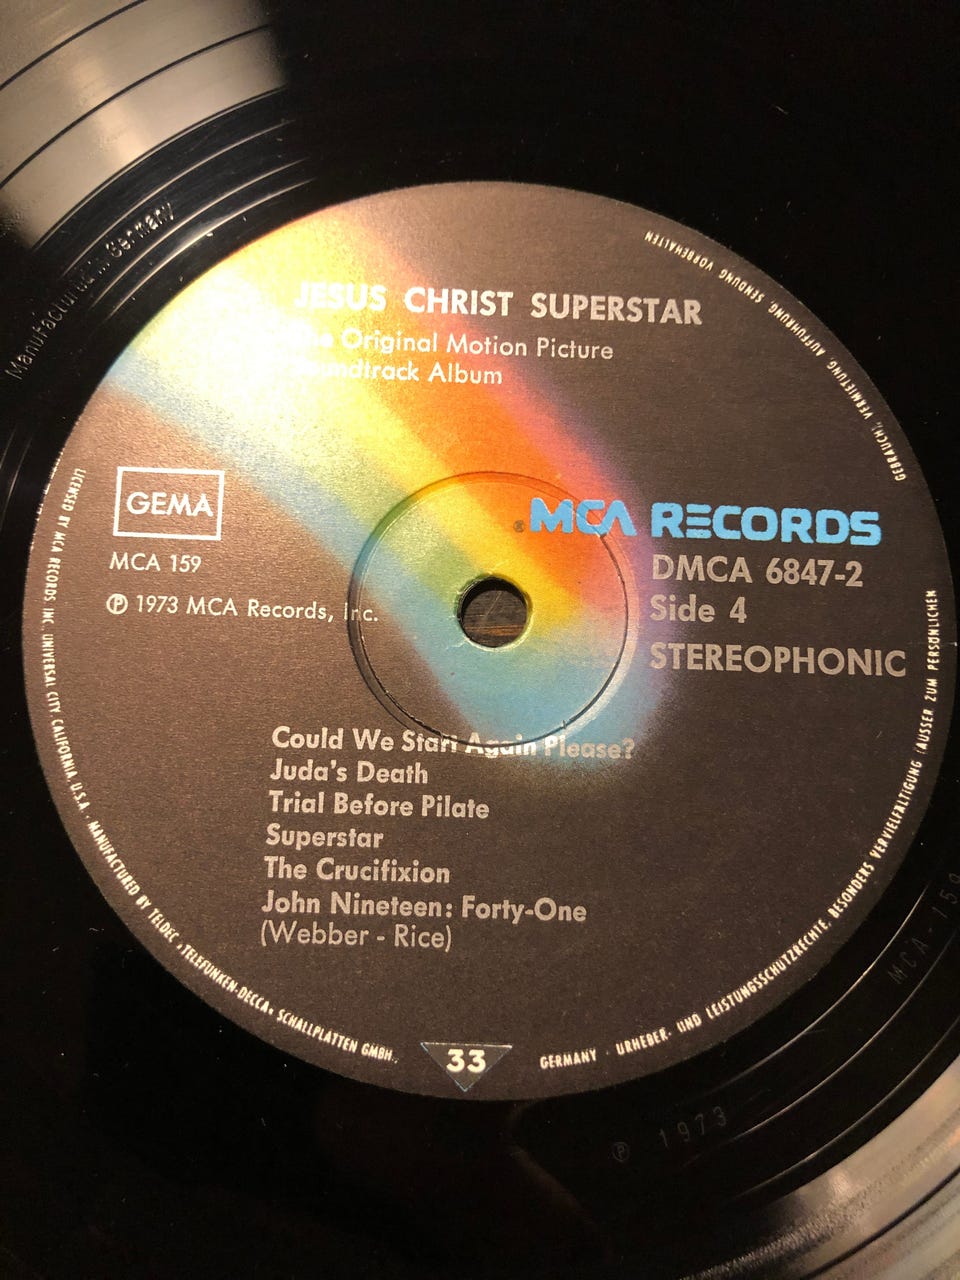 JESUS CHRIST SUPERSTAR
The Original Motion Picture
Soundtrack Album
GEMA
MCA 159
Ⓟ 1973 MCA Records, Inc.
® MCA RECORDS
DMCA 6847-2
Side 4
STEREOPHONIC
Could We Start Again Please?
Juda's Death
Trial Before Pilate
Superstar
The Crucifixion
John Nineteen: Forty-One
(Webber - Rice)
33
LICENSED BY MCA RECORDS INC. UNIVERSAL CITY, CALIFORNIA, U.S.A. · MANUFACTURED BY TELDEC »TELEFUNKEN-DECCA« SCHALLPLATTEN GMBH.,
GERMANY · URHEBER- UND LEISTUNGSSCHUTZRECHTE, BESONDERS VERVIELFÄLTIGUNG (AUSSER ZUM PERSÖNLICHEN
GEBRAUCH), VERMIETUNG, AUFFÜHRUNG, SENDUNG VORBEHALTEN
Manufactured in Germany
MCA-159
Ⓟ 1973